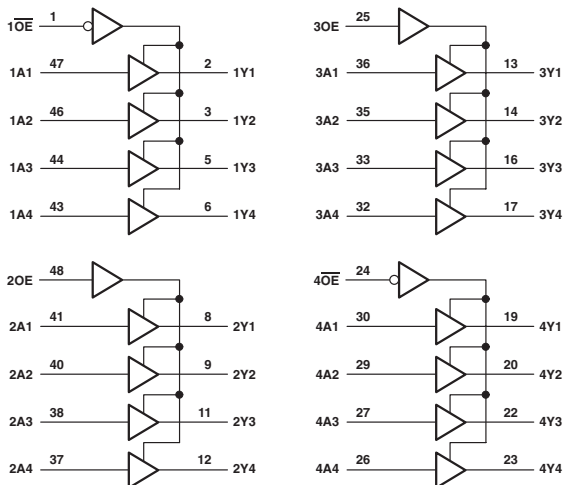 1O̅E̅ 1
1A1 47 2 1Y1
1A2 46 3 1Y2
1A3 44 5 1Y3
1A4 43 6 1Y4
3OE 25
3A1 36 13 3Y1
3A2 35 14 3Y2
3A3 33 16 3Y3
3A4 32 17 3Y4
2OE 48
2A1 41 8 2Y1
2A2 40 9 2Y2
2A3 38 11 2Y3
2A4 37 12 2Y4
4O̅E̅ 24
4A1 30 19 4Y1
4A2 29 20 4Y2
4A3 27 22 4Y3
4A4 26 23 4Y4